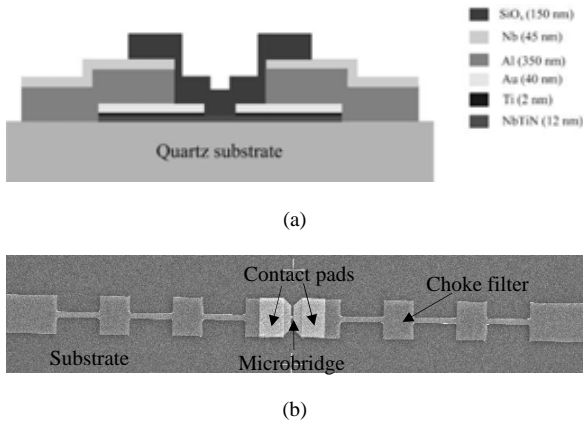 SiOx (150 nm)
Nb (45 nm)
Al (350 nm)
Au (40 nm)
Ti (2 nm)
NbTiN (12 nm)
Quartz substrate
(a)
Contact pads
Choke filter
Substrate
Microbridge
(b)